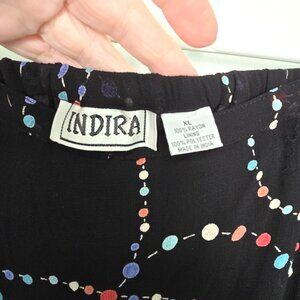 INDIRA
XL
100% RAYON
LINING
100% POLYESTER
MADE IN INDIA